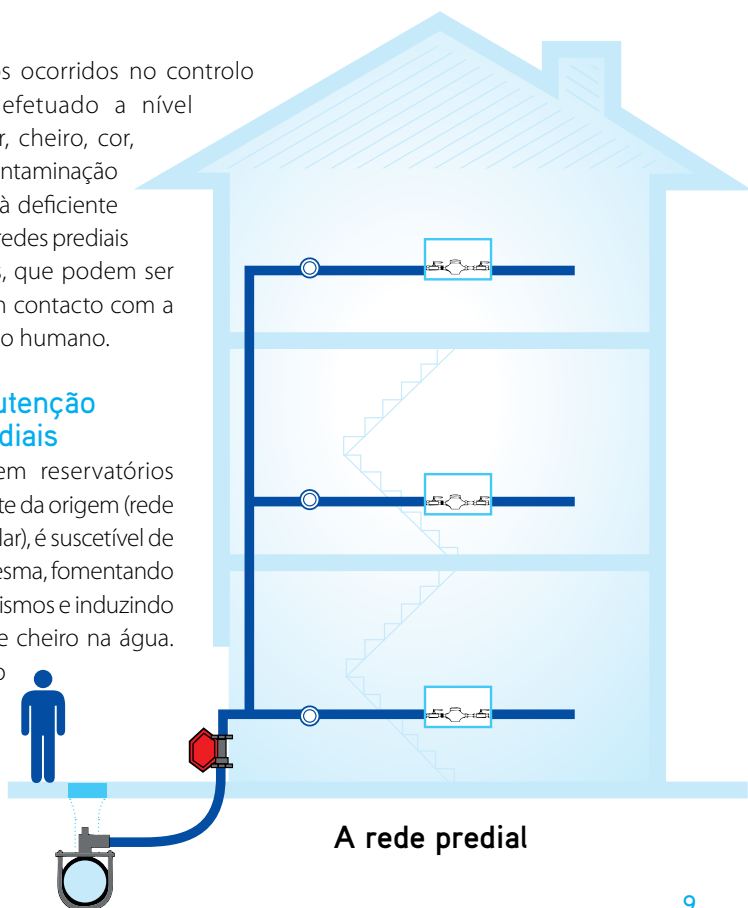 s ocorridos no controlo
efetuado a nível
r, cheiro, cor,
ntaminação
à deficiente
redes prediais
s, que podem ser
m contacto com a
o humano.
utenção
diais
em reservatórios
te da origem (rede
lar), é suscetível de
esma, fomentando
ismos e induzindo
e cheiro na água.
o
A rede predial
9